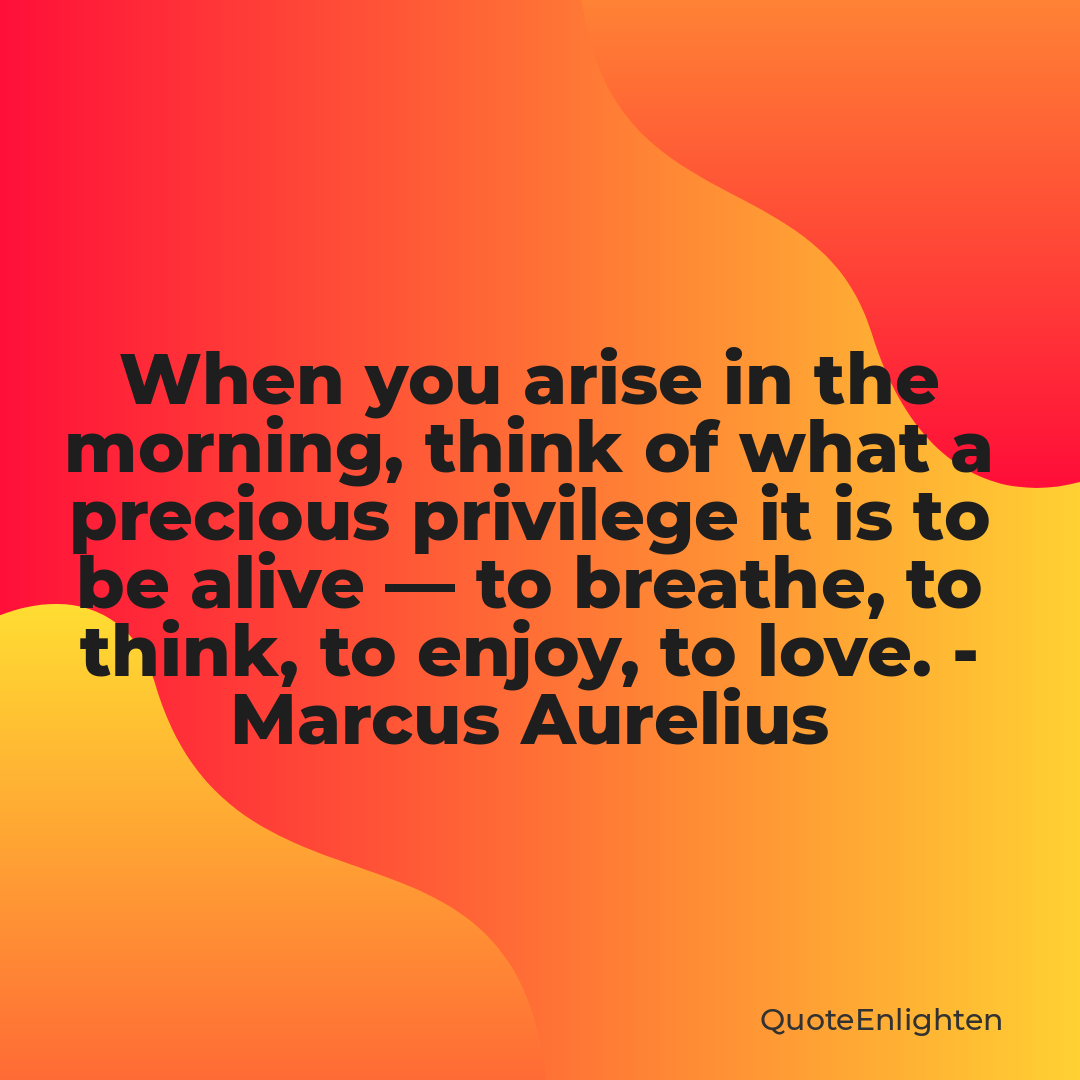 When you arise in the
morning, think of what a
precious privilege it is to
be alive — to breathe, to
think, to enjoy, to love. -
Marcus Aurelius
QuoteEnlighten